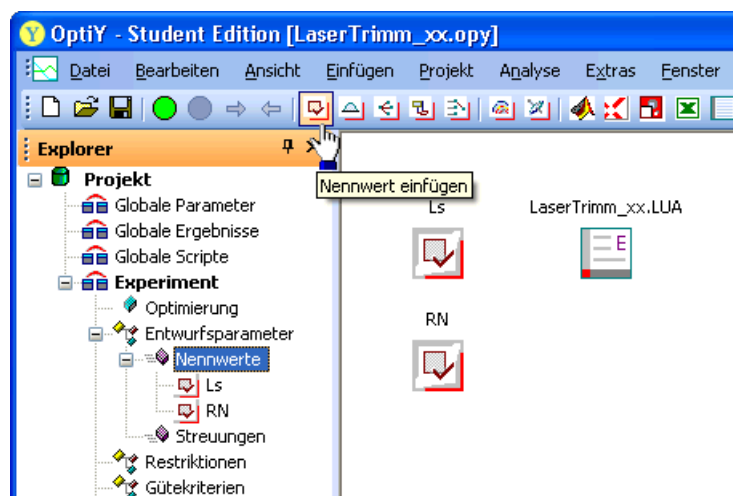 OptiY - Student Edition [LaserTrimm_xx.opy]
Datei Bearbeiten Ansicht Einfügen Projekt Analyse Extras Fenster
Explorer
Nennwert einfügen
Projekt
Globale Parameter
Globale Ergebnisse
Globale Scripte
Experiment
Optimierung
Entwurfsparameter
Nennwerte
Ls
RN
Streuungen
Restriktionen
Gütekriterien
Ls LaserTrimm_xx.LUA
E
RN